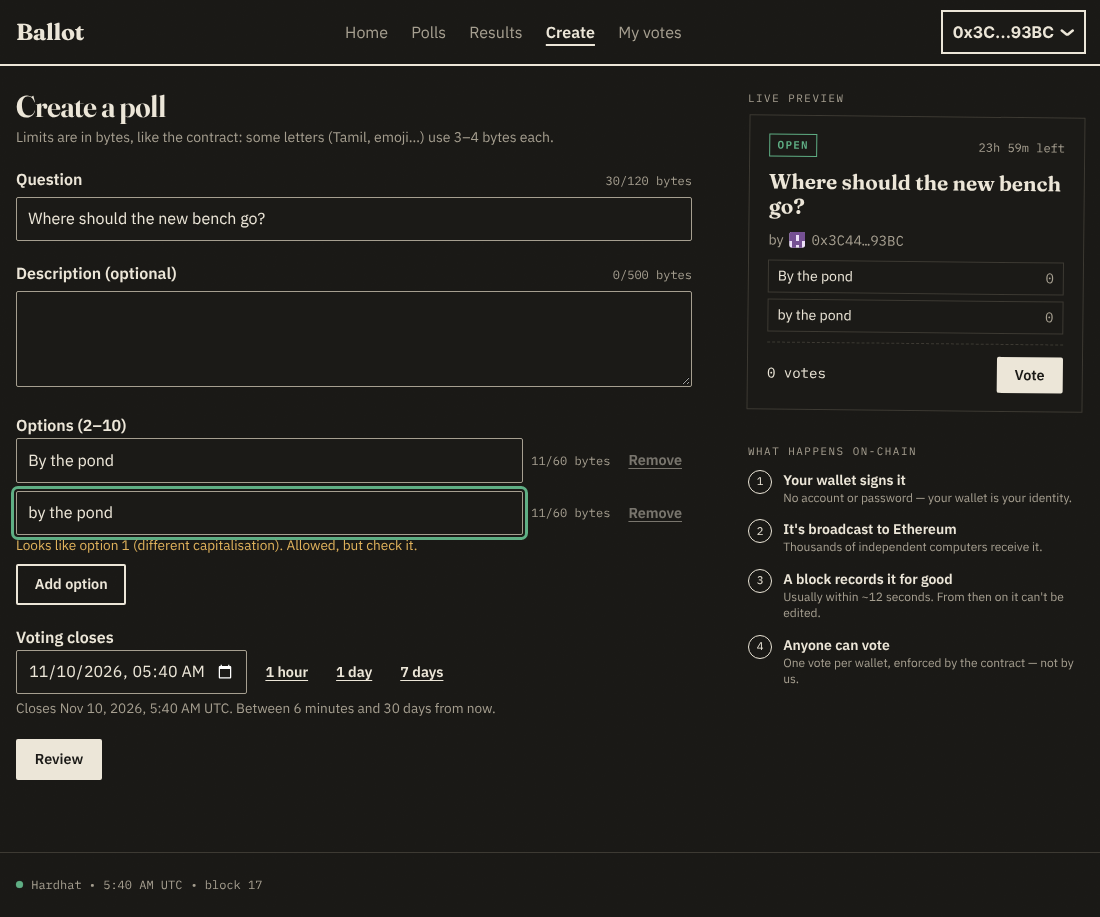 Ballot
Home Polls Results Create My votes
0x3C...93BC
Create a poll
Limits are in bytes, like the contract: some letters (Tamil, emoji…) use 3–4 bytes each.
Question 30/120 bytes
Where should the new bench go?
Description (optional) 0/500 bytes
Options (2–10)
By the pond 11/60 bytes Remove
by the pond 11/60 bytes Remove
Looks like option 1 (different capitalisation). Allowed, but check it.
Add option
Voting closes
11/10/2026, 05:40 AM 1 hour 1 day 7 days
Closes Nov 10, 2026, 5:40 AM UTC. Between 6 minutes and 30 days from now.
Review
LIVE PREVIEW
OPEN 23h 59m left
Where should the new bench
go?
by 0x3C44…93BC
By the pond 0
by the pond 0
0 votes Vote
WHAT HAPPENS ON-CHAIN
1 Your wallet signs it
No account or password — your wallet is your identity.
2 It's broadcast to Ethereum
Thousands of independent computers receive it.
3 A block records it for good
Usually within ~12 seconds. From then on it can't be
edited.
4 Anyone can vote
One vote per wallet, enforced by the contract — not by
us.
Hardhat • 5:40 AM UTC • block 17